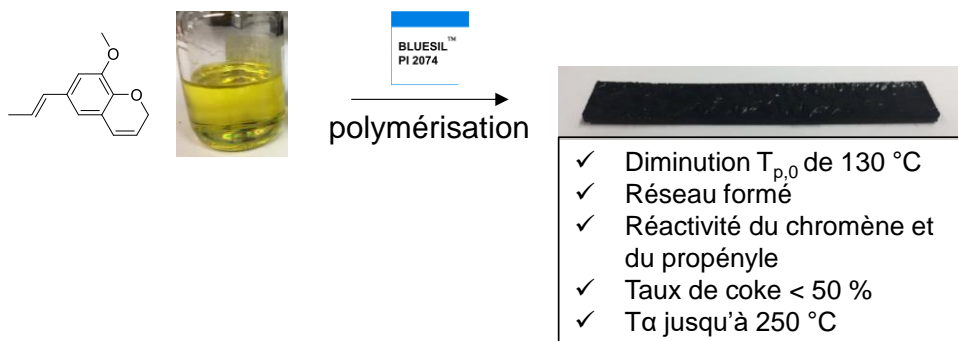 O
O
BLUESIL™
PI 2074
polymérisation
✓ Diminution Tp,0 de 130 °C
✓ Réseau formé
✓ Réactivité du chromène et
du propényle
✓ Taux de coke < 50 %
✓ Tα jusqu'à 250 °C